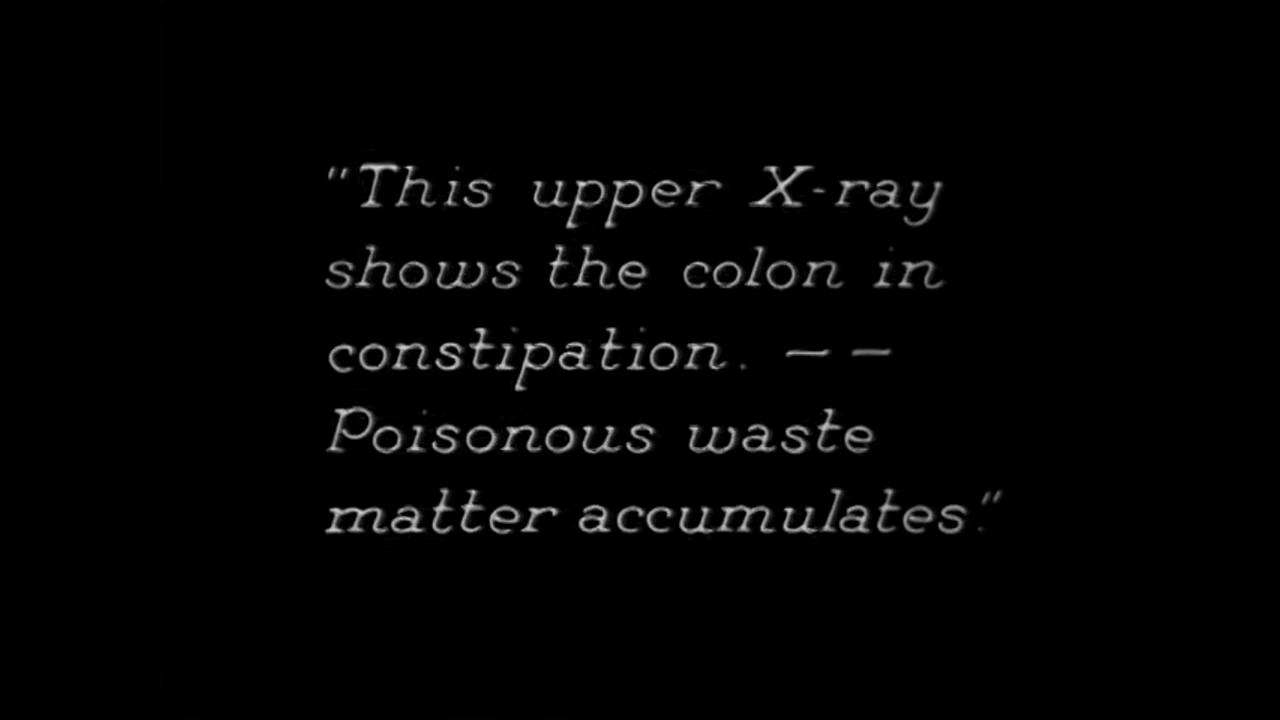 "This upper X-ray
shows the colon in
constipation. — —
Poisonous waste
matter accumulates."